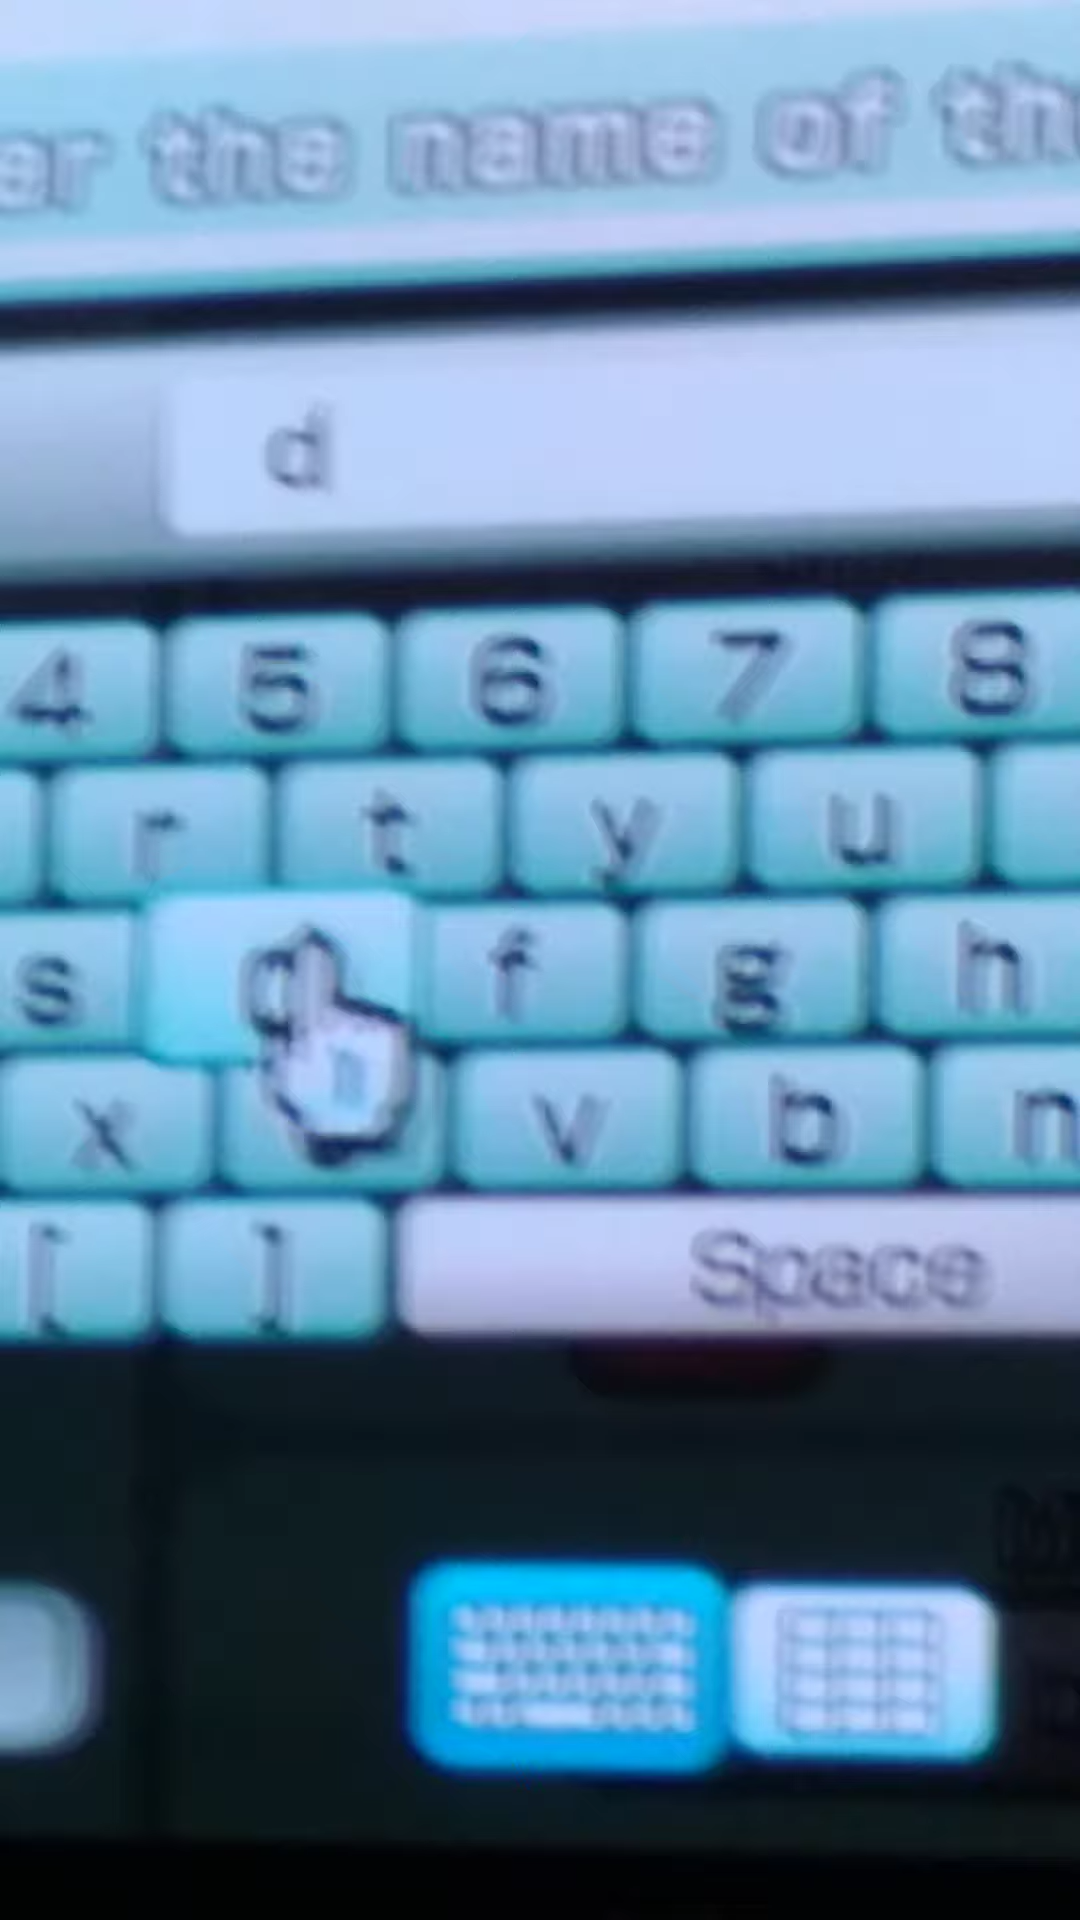 er the name of th
d
4 5 6 7 8
r t y u
s d f g h
x v b n
[ ] Space